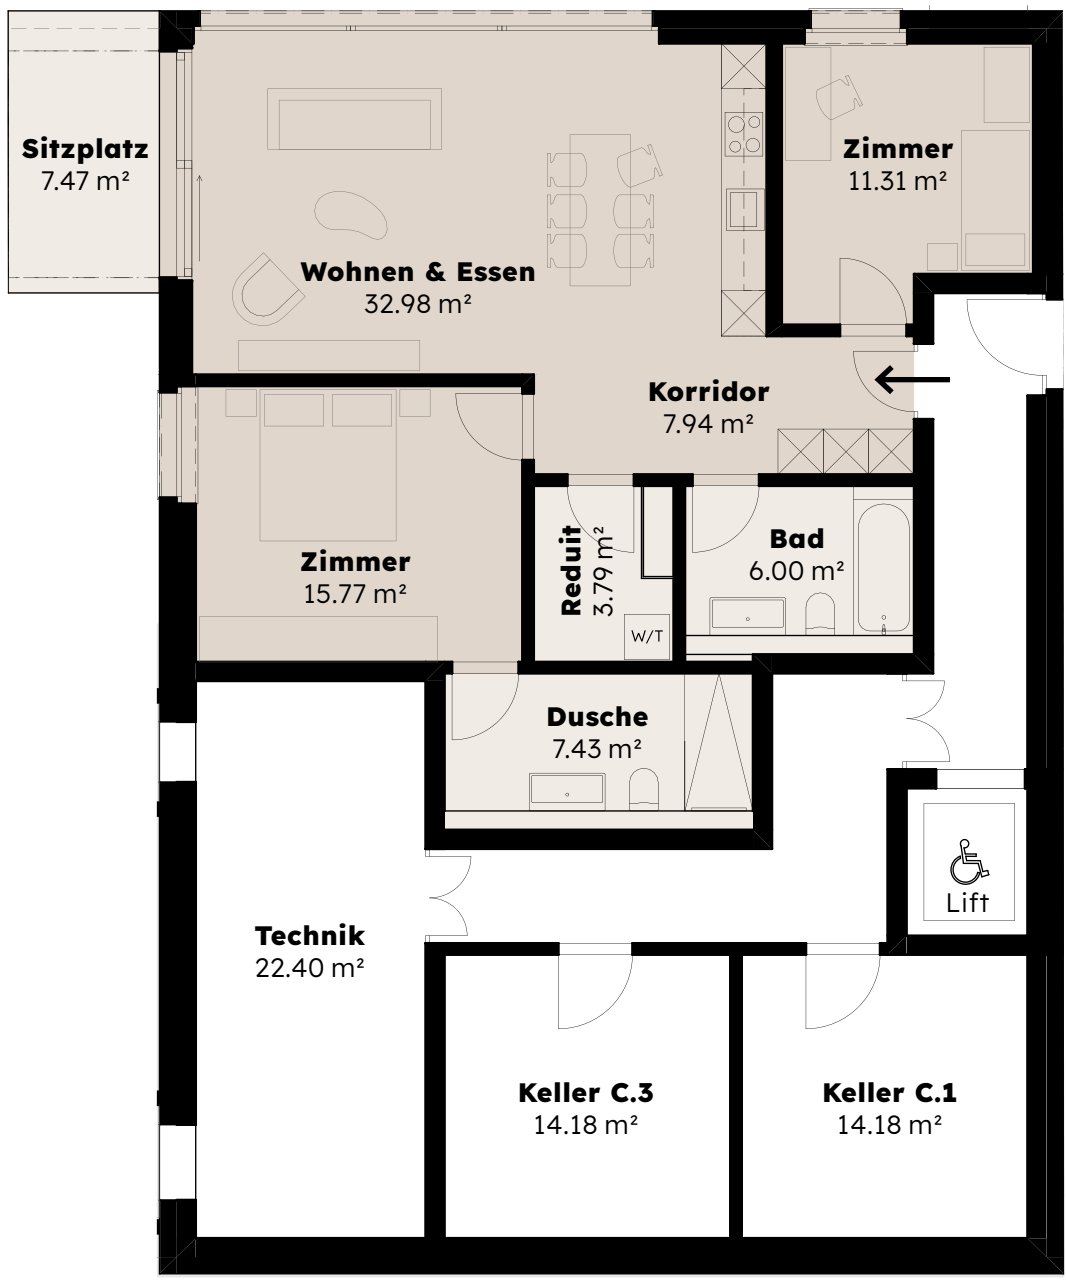 Sitzplatz
7.47 m²
Zimmer
11.31 m²
Wohnen & Essen
32.98 m²
Korridor
7.94 m²
Zimmer
15.77 m²
Reduit
3.79 m²
W/T
Bad
6.00 m²
Dusche
7.43 m²
Lift
Technik
22.40 m²
Keller C.3
14.18 m²
Keller C.1
14.18 m²